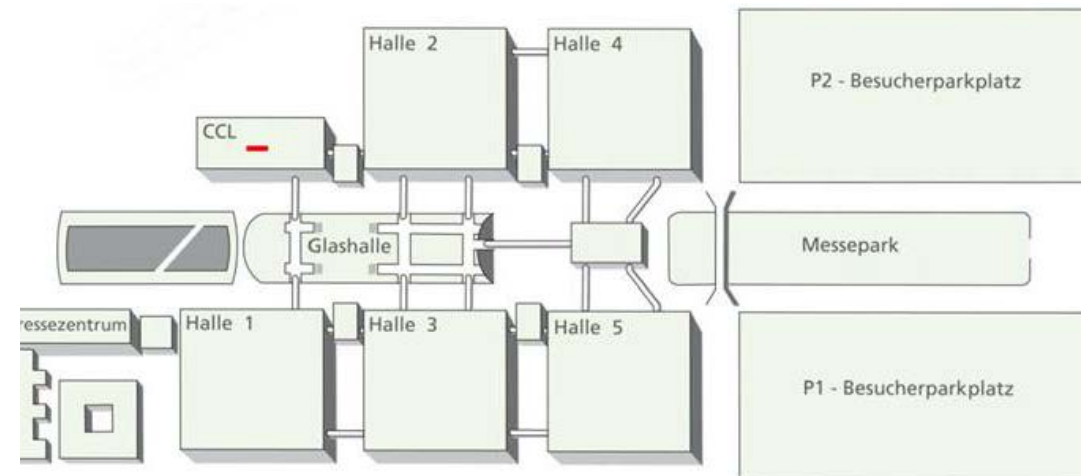 Halle 2
Halle 4
P2 - Besucherparkplatz
CCL
Glashalle
Messepark
ressezentrum
Halle 1
Halle 3
Halle 5
P1 - Besucherparkplatz